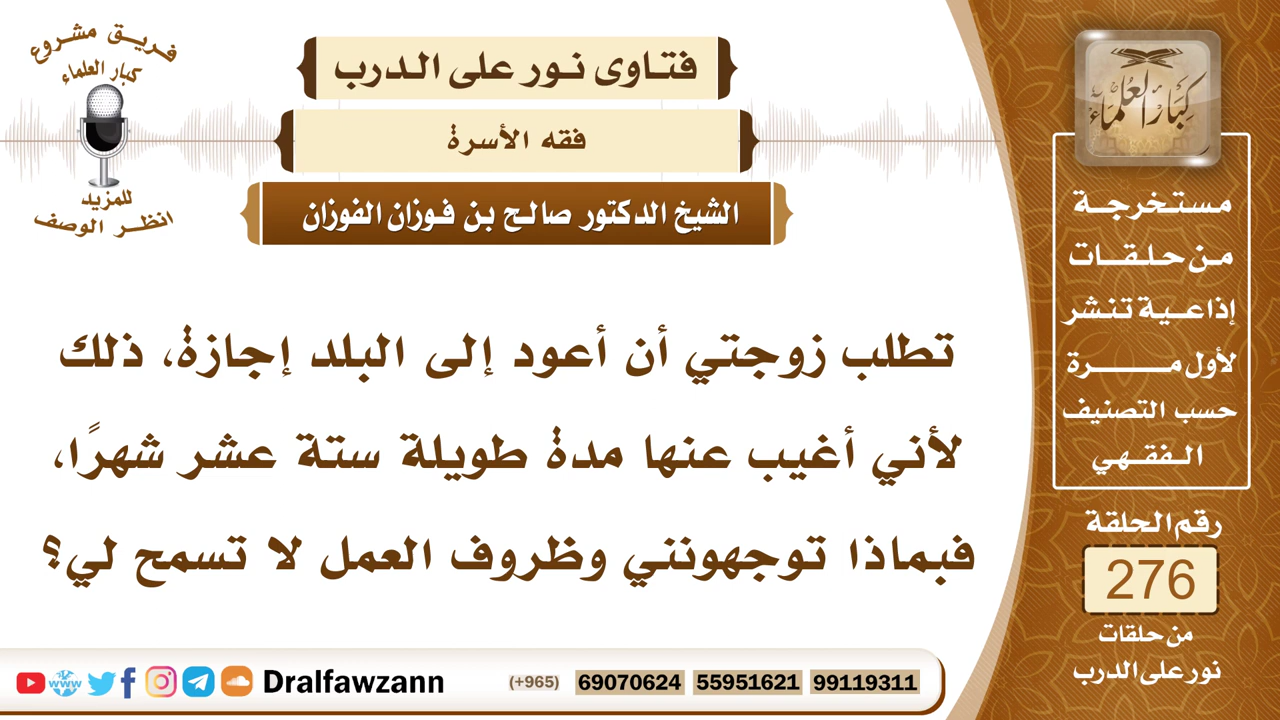 فريق مشروع
كبار العلماء
للمزيد
انظر الوصف
فتاوى نور على الدرب
فقه الأسرة
الشيخ الدكتور صالح بن فوزان الفوزان
تطلب زوجتي أن أعود إلى البلد إجازة، ذلك
لأني أغيب عنها مدة طويلة ستة عشر شهرًا،
فبماذا توجهونني وظروف العمل لا تسمح لي؟
كبار العلماء
مستخرجة
من حلقات
إذاعية تنشر
لأول مرة
حسب التصنيف
الفقهي
رقم الحلقة
276
من حلقات
نور على الدرب
www
Dralfawzann
(+965) 69070624 55951621 99119311